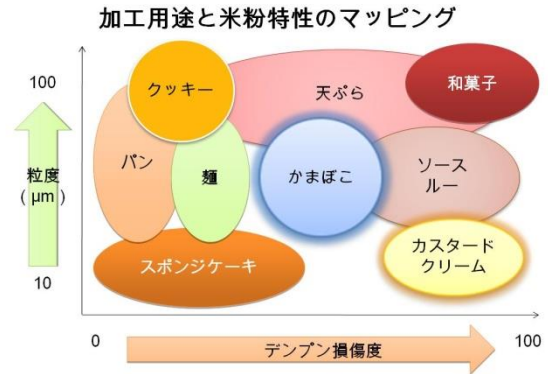 加工用途と米粉特性のマッピング
100
クッキー
天ぷら
和菓子
パン
麺
かまぼこ
ソース
ルー
粒度
(μm)
スポンジケーキ
カスタード
クリーム
10
0
デンプン損傷度
100